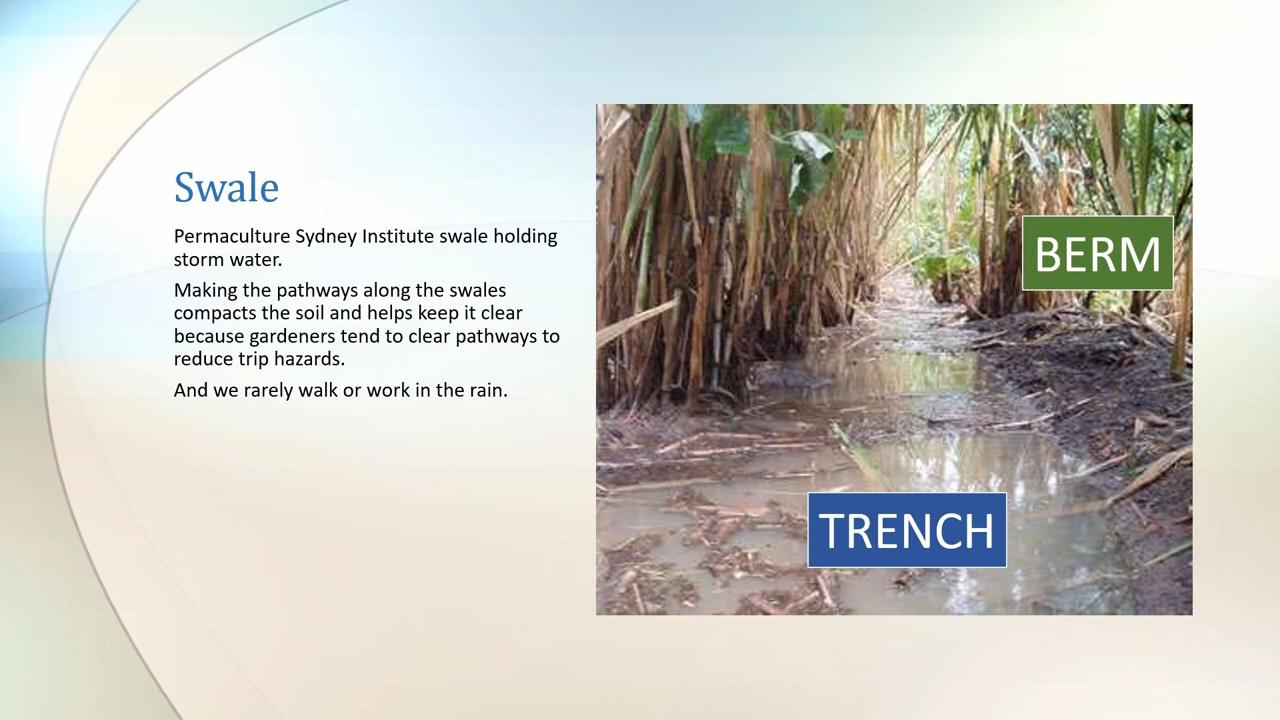 Swale
Permaculture Sydney Institute swale holding
storm water.
Making the pathways along the swales
compacts the soil and helps keep it clear
because gardeners tend to clear pathways to
reduce trip hazards.
And we rarely walk or work in the rain.
BERM
TRENCH